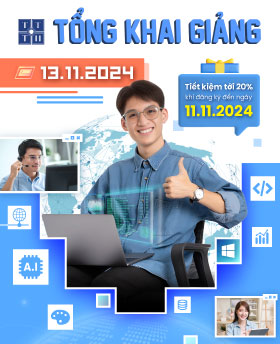 TỔNG KHAI GIẢNG
13.11.2024
Tiết kiệm tới 20%
khi đăng ký đến ngày
11.11.2024
</>
A.I